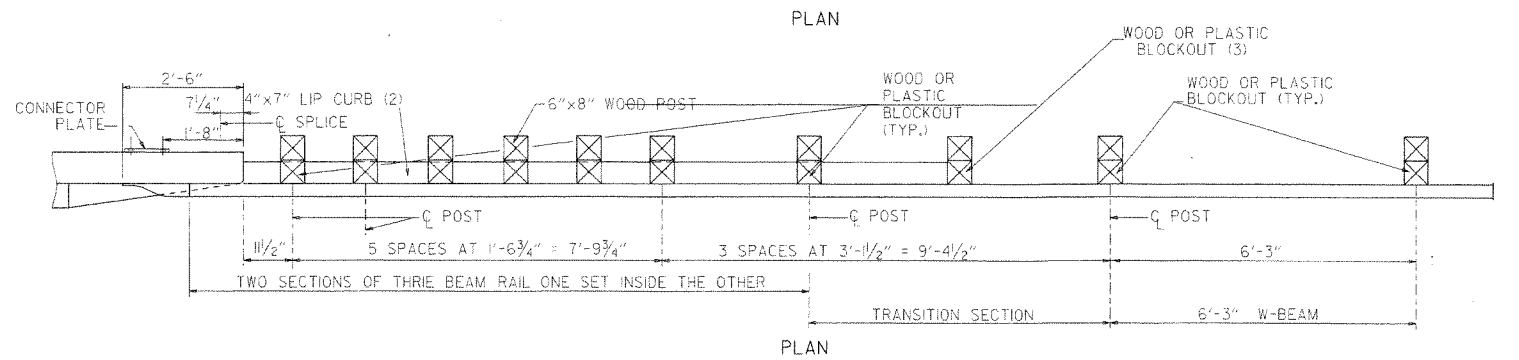 PLAN
WOOD OR PLASTIC
BLOCKOUT (3)
WOOD OR
PLASTIC
BLOCKOUT
(TYP.)
WOOD OR PLASTIC
BLOCKOUT (TYP.)
2'-6"
CONNECTOR
PLATE
7 1/4"
4"x7" LIP CURB (2)
℄ SPLICE
1'-8"
6"x8" WOOD POST
℄ POST
℄ POST
℄ POST
11 1/2"
5 SPACES AT 1'-6 3/4" = 7'-9 3/4"
3 SPACES AT 3'-1 1/2" = 9'-4 1/2"
6'-3"
TWO SECTIONS OF THRIE BEAM RAIL ONE SET INSIDE THE OTHER
TRANSITION SECTION
6'-3" W-BEAM
PLAN